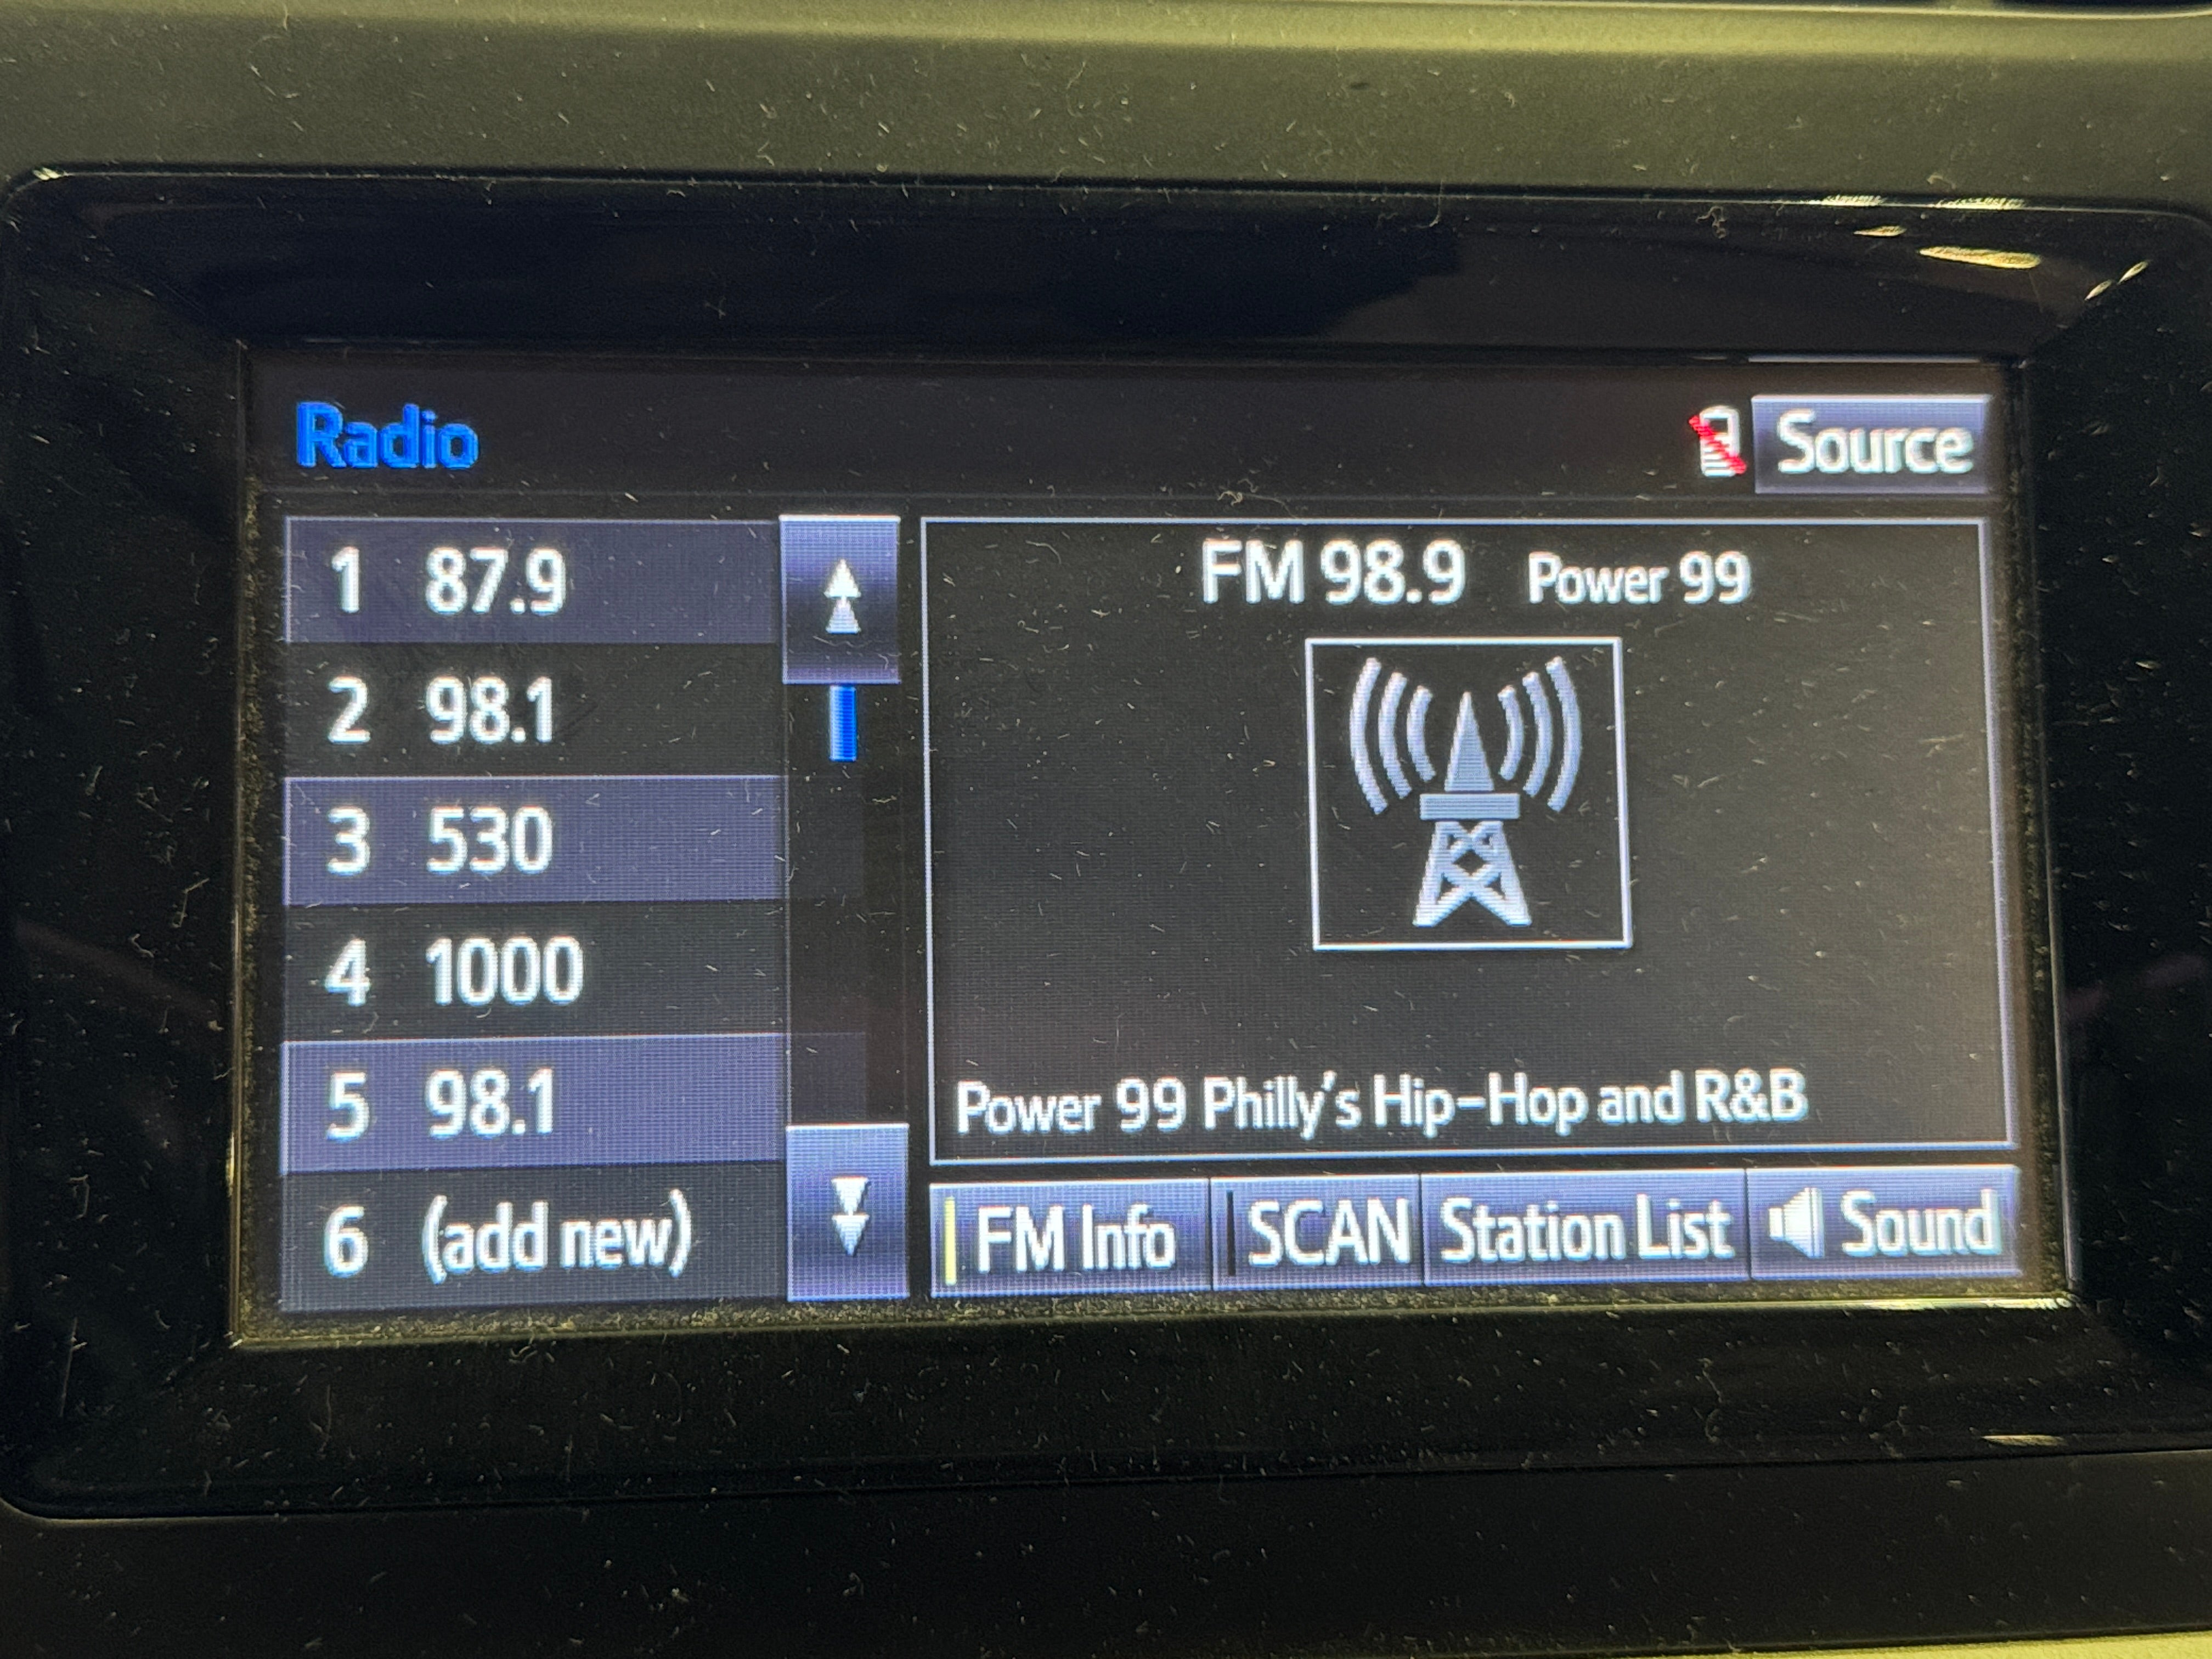 Radio
Source
1 87.9
2 98.1
3 530
4 1000
5 98.1
6 (add new)
FM 98.9 Power 99
Power 99 Philly's Hip-Hop and R&B
FM Info SCAN Station List Sound